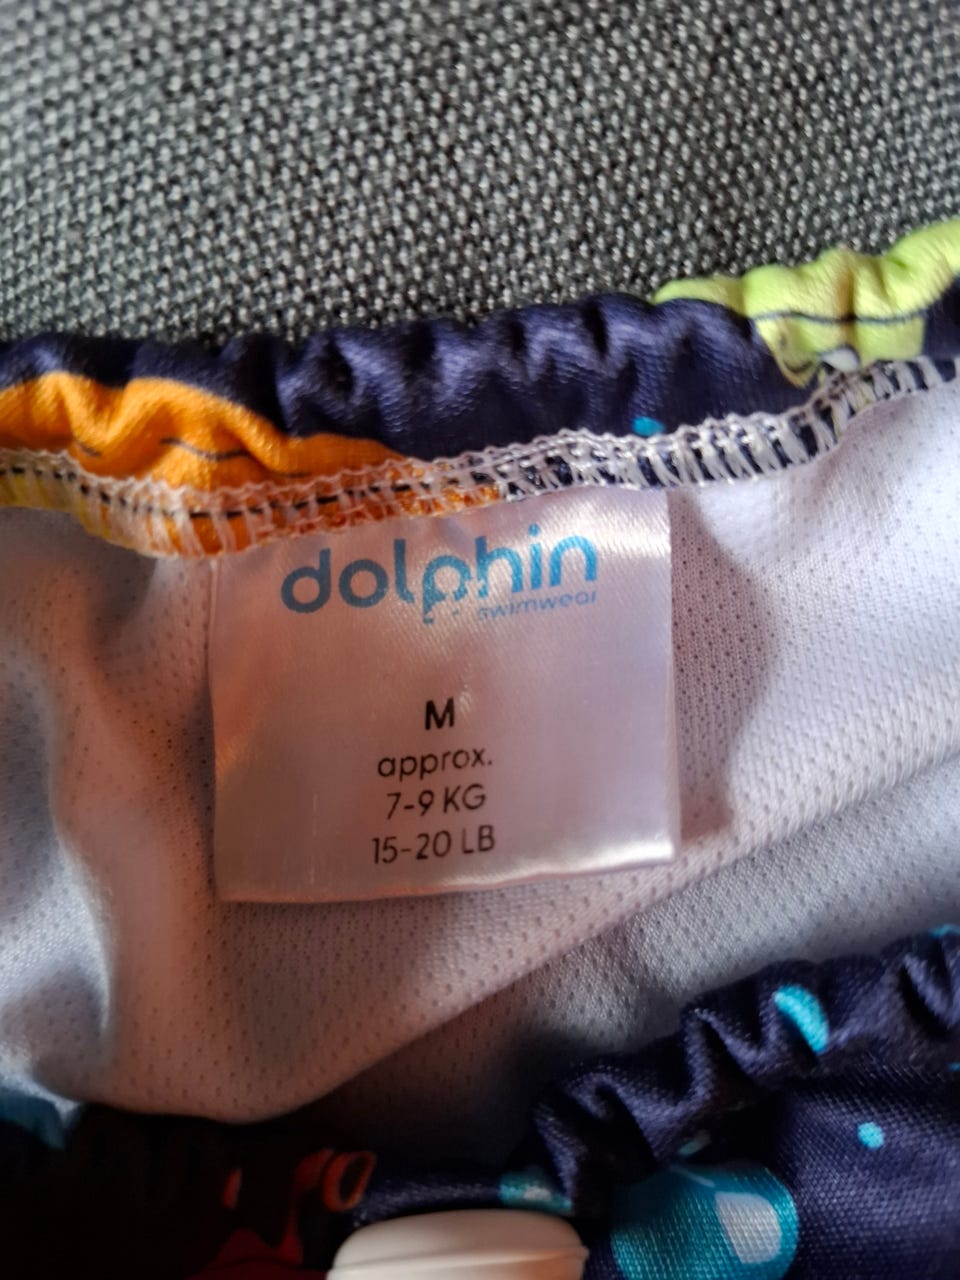 dolphin
swimwear
M
approx.
7-9 KG
15-20 LB